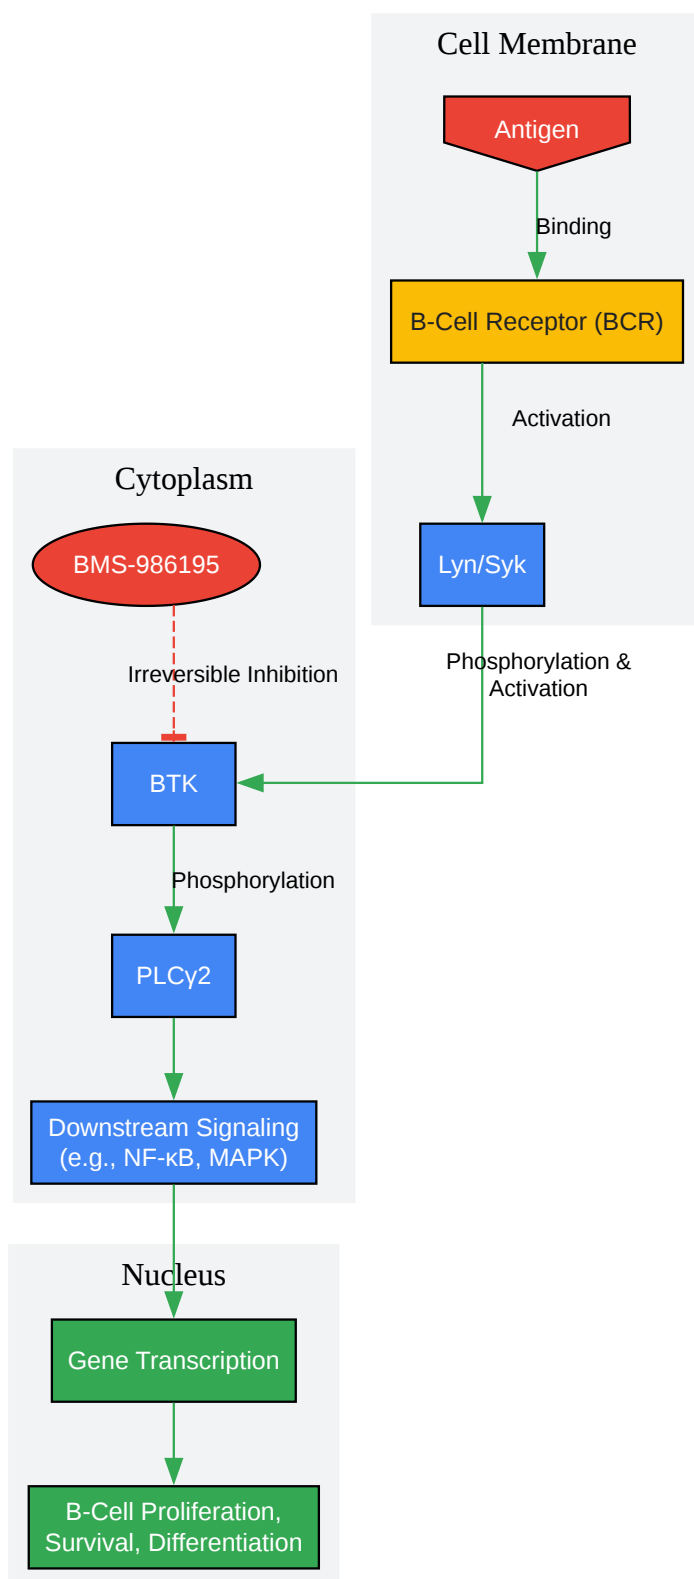 Cell Membrane
Antigen
Binding
B-Cell Receptor (BCR)
Activation
Cytoplasm
BMS-986195
Lyn/Syk
Irreversible Inhibition
Phosphorylation &
Activation
BTK
Phosphorylation
PLCγ2
Downstream Signaling
(e.g., NF-κB, MAPK)
Nucleus
Gene Transcription
B-Cell Proliferation,
Survival, Differentiation